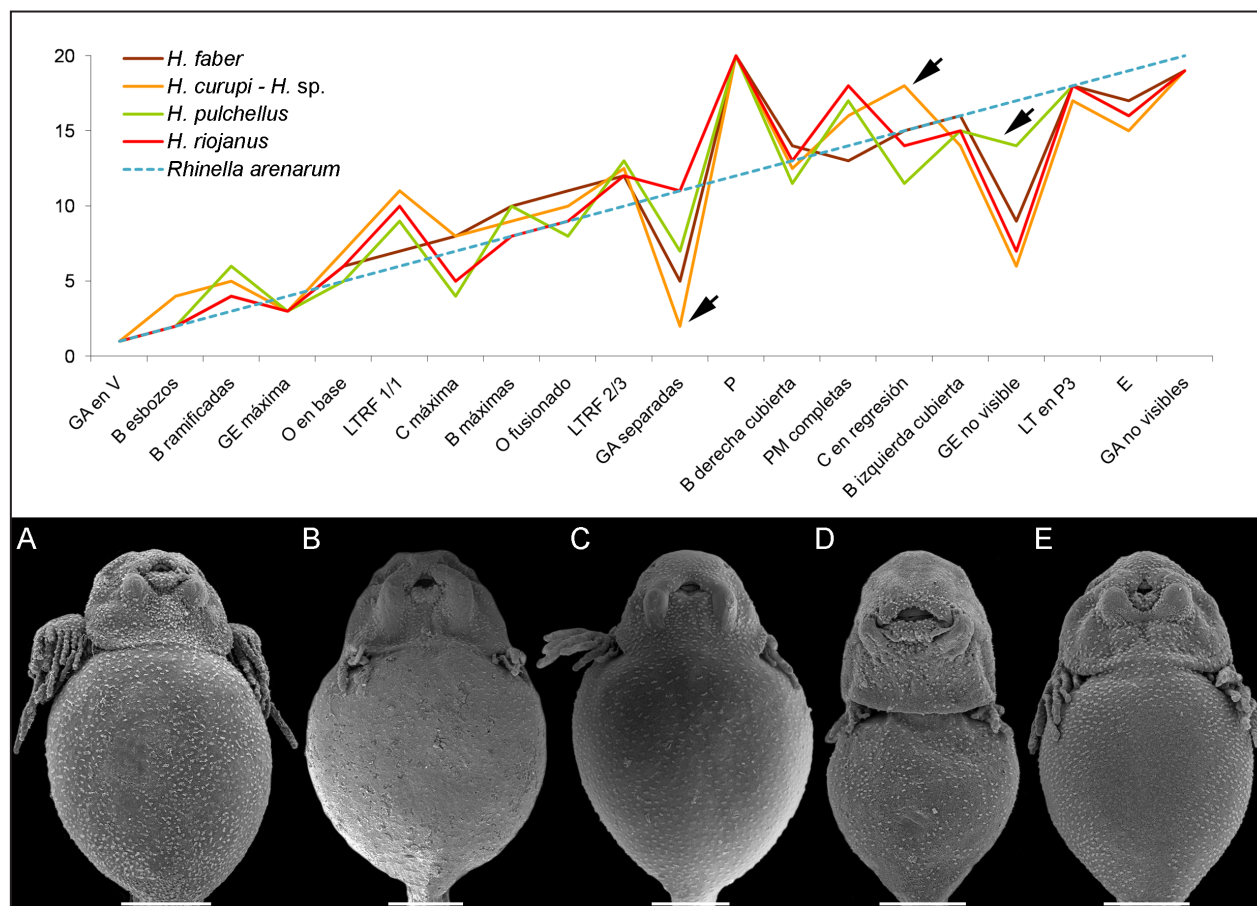 20
15
10
5
0
H. faber
H. curupi - H. sp.
H. pulchellus
H. riojanus
Rhinella arenarum
GA en V
B esbozos
B ramificadas
GE máxima
O en base
LTRF 1/1
C máxima
B máximas
O fusionado
LTRF 2/3
GA separadas
P
B derecha cubierta
PM completas
C en regresión
B izquierda cubierta
GE no visible
LT en P3
E
GA no visibles
A
B
C
D
E